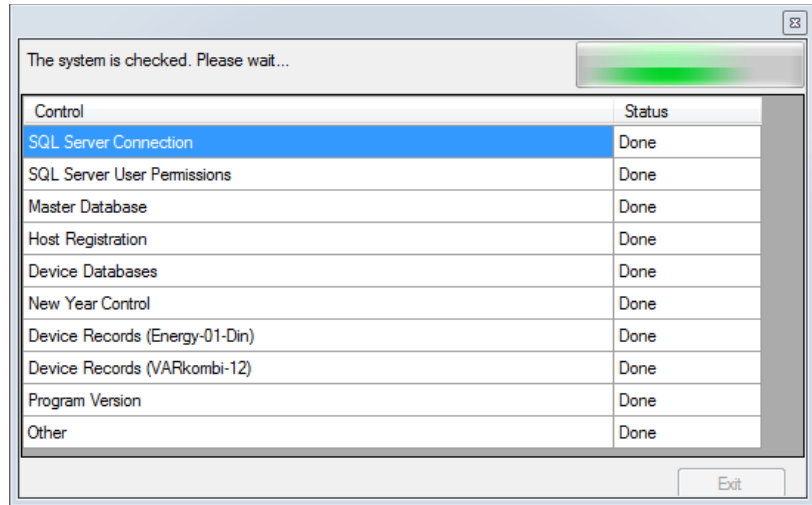 The system is checked. Please wait...
Control Status
SQL Server Connection Done
SQL Server User Permissions Done
Master Database Done
Host Registration Done
Device Databases Done
New Year Control Done
Device Records (Energy-01-Din) Done
Device Records (VARkombi-12) Done
Program Version Done
Other Done
Exit